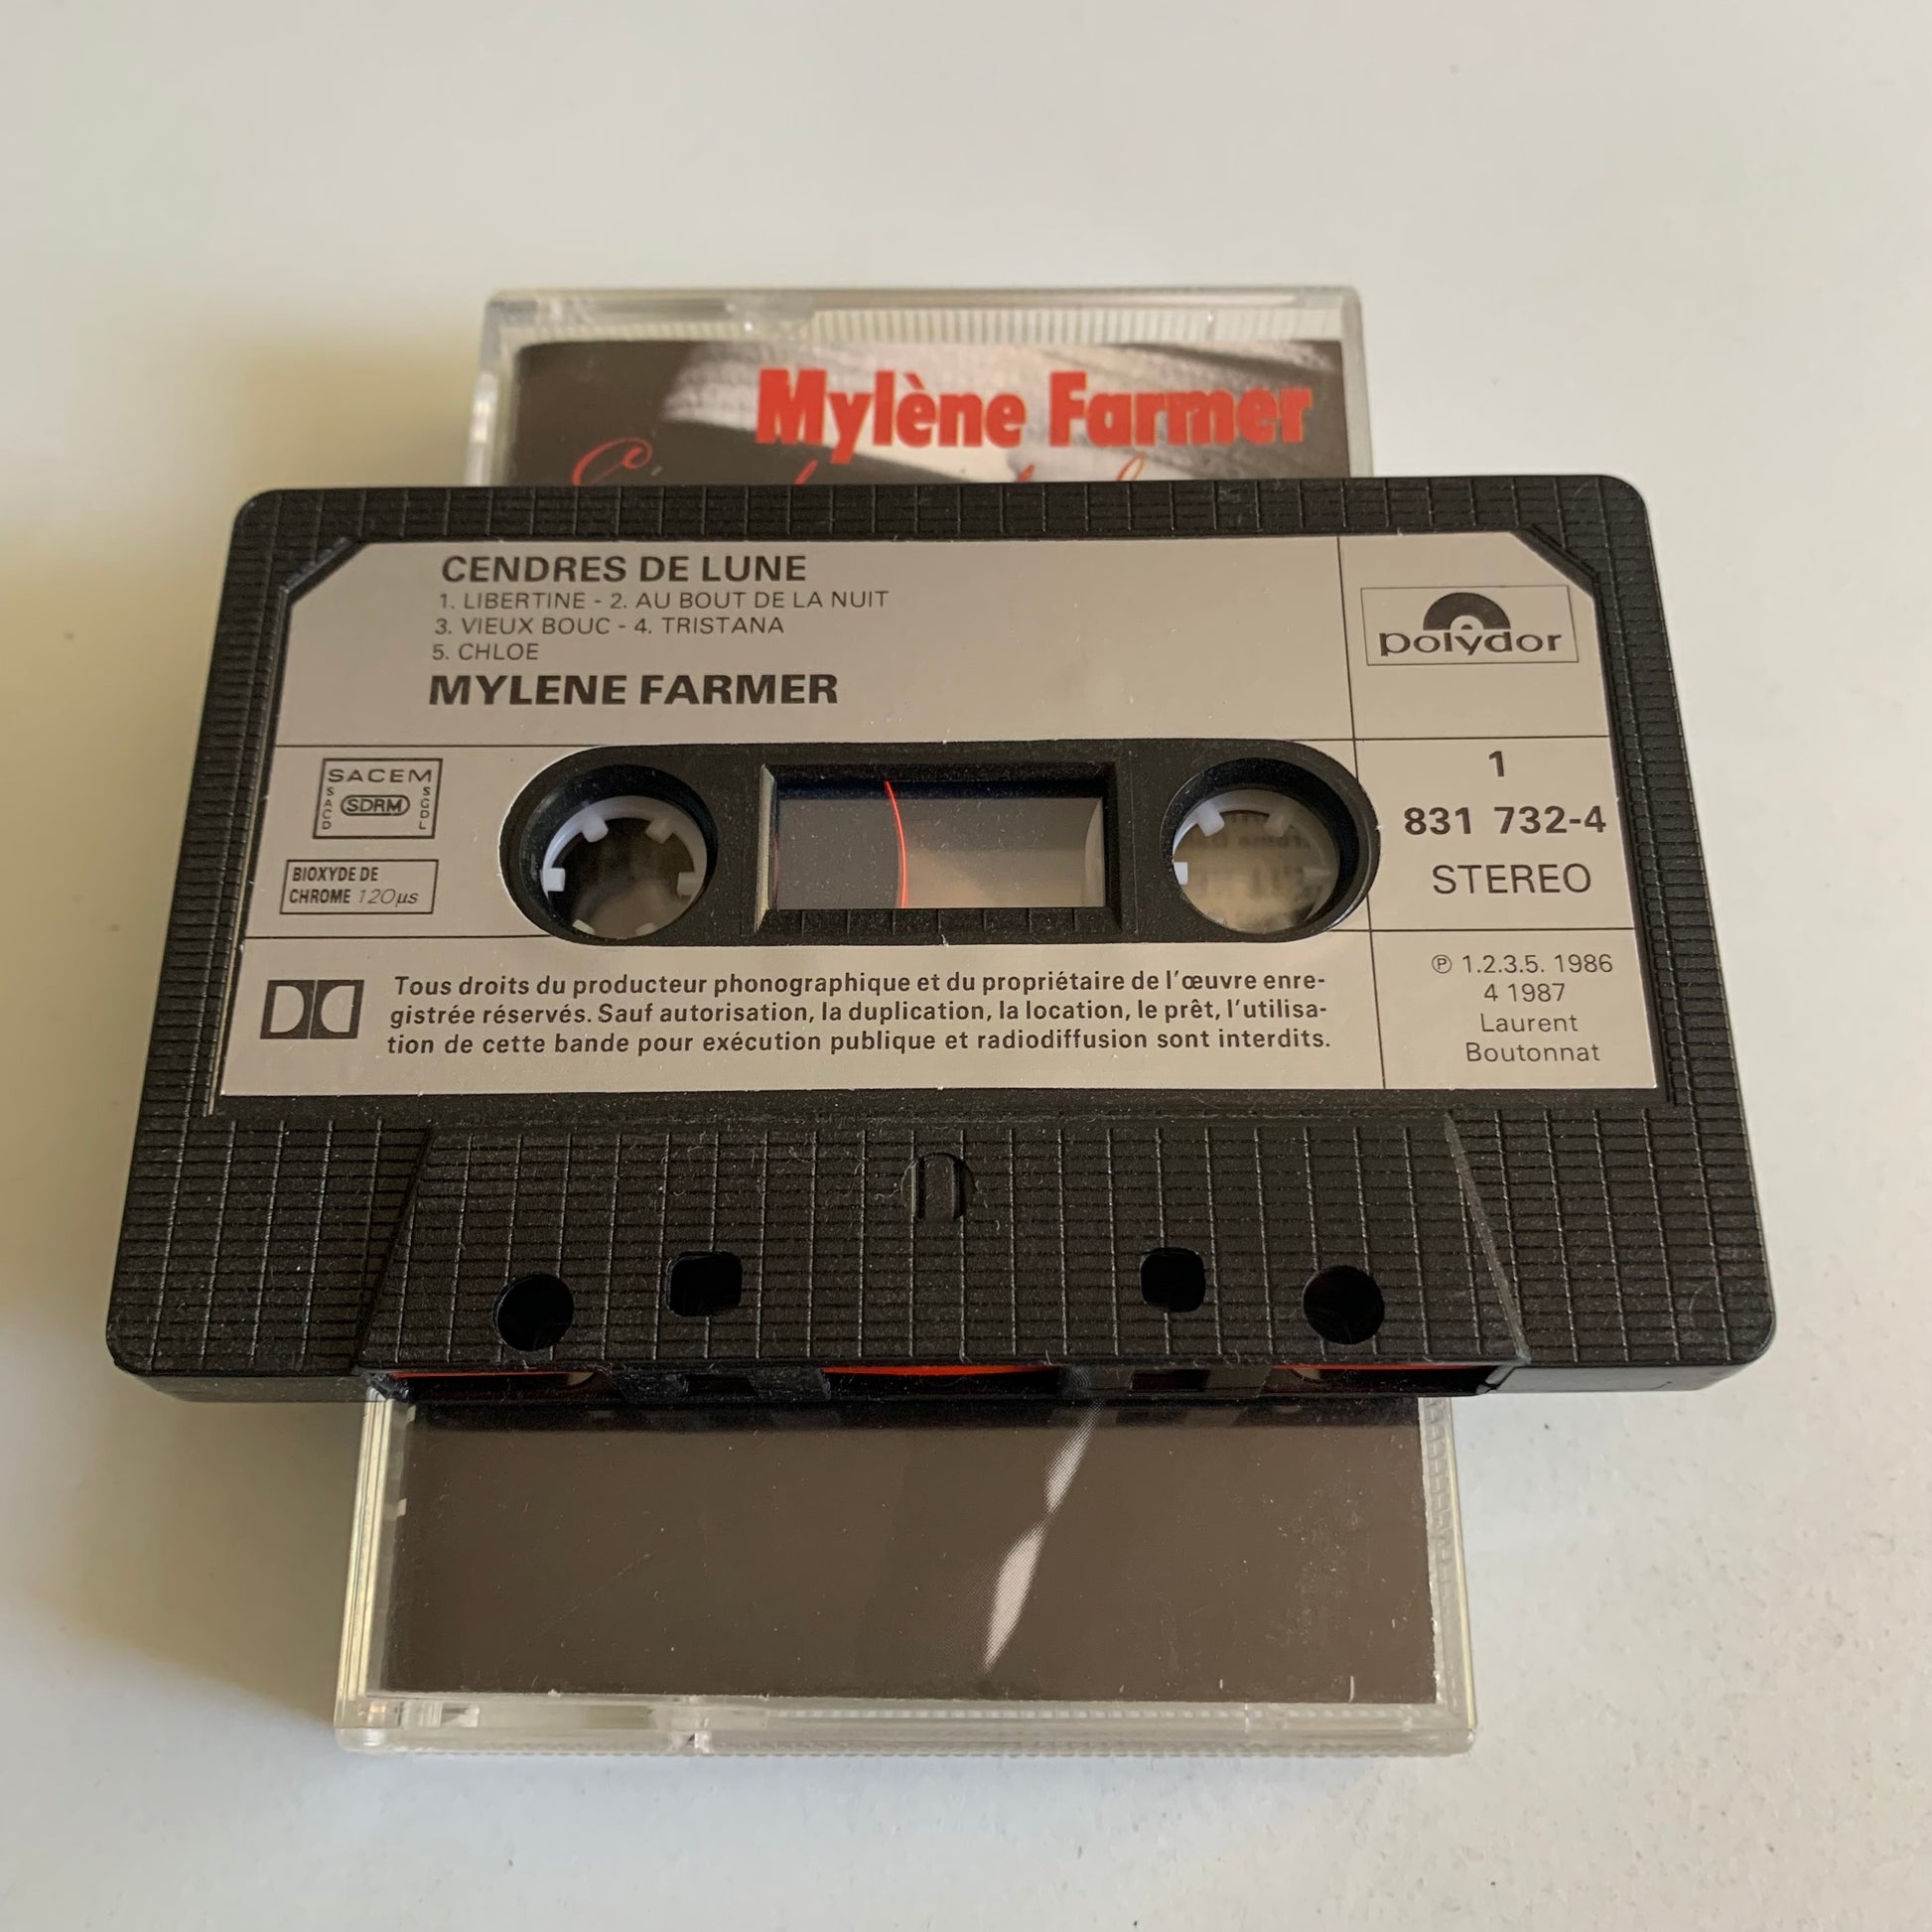 Mylène Farmer
CENDRES DE LUNE
1. LIBERTINE - 2. AU BOUT DE LA NUIT
3. VIEUX BOUC - 4. TRISTANA
5. CHLOE
MYLENE FARMER
polydor
SACEM
SACD
SDRM
SGDL
BIOXYDE DE
CHROME 120µs
1
831 732-4
STEREO
Tous droits du producteur phonographique et du propriétaire de l'œuvre enre-
gistrée réservés. Sauf autorisation, la duplication, la location, le prêt, l'utilisa-
tion de cette bande pour exécution publique et radiodiffusion sont interdits.
℗ 1.2.3.5. 1986
4 1987
Laurent
Boutonnat